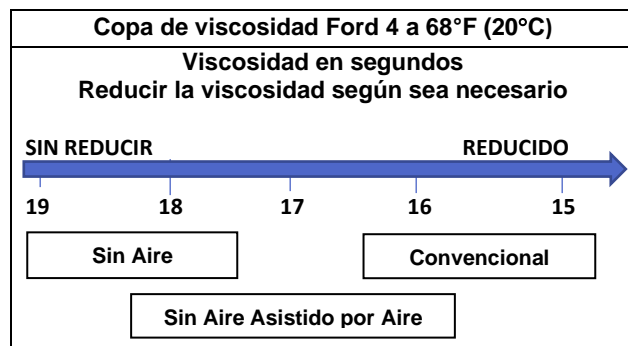 Copa de viscosidad Ford 4 a 68°F (20°C)
Viscosidad en segundos
Reducir la viscosidad según sea necesario
SIN REDUCIR REDUCIDO
19 18 17 16 15
Sin Aire Convencional
Sin Aire Asistido por Aire